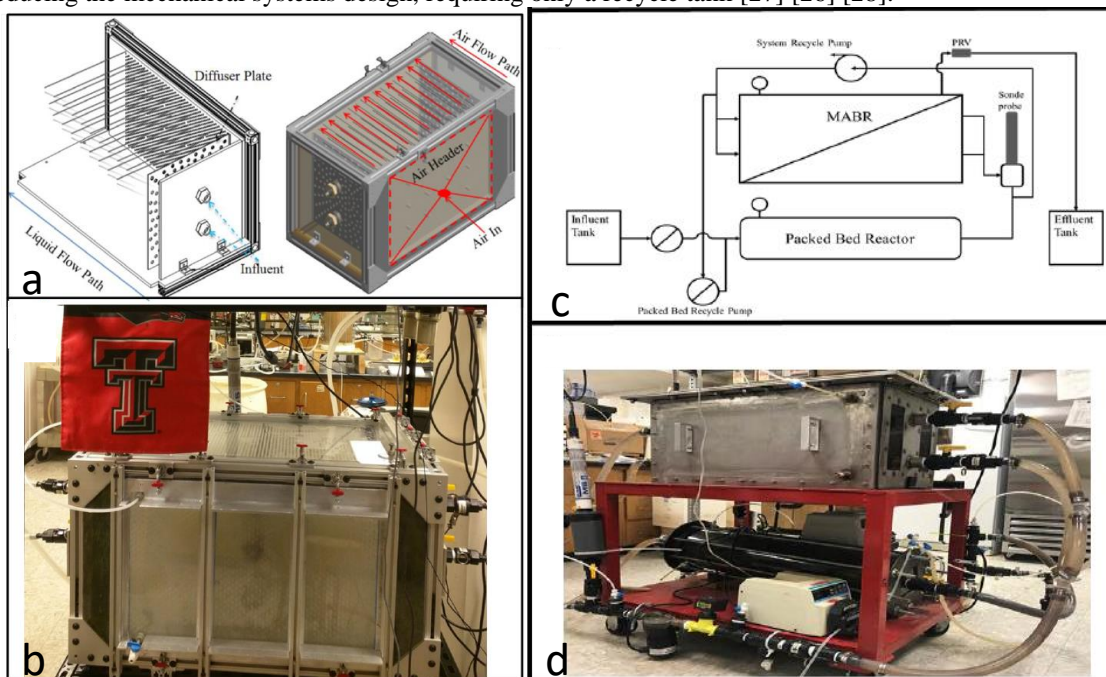 reducing the mechanical systems design, requiring only a recycle tank [27] [26] [28].
Diffuser Plate
Liquid Flow Path
Influent
a
Air Flow Path
Air Header
Air In
b
System Recycle Pump
PRV
Sonde
probe
MABR
Influent
Tank
Packed Bed Reactor
Effluent
Tank
Packed Bed Recycle Pump
c
d